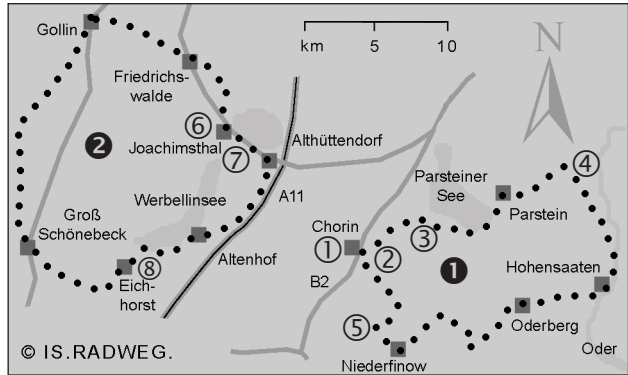 Gollin
km 5 10
N
Friedrichs-
walde
⑥
Joachimsthal
⑦
Althüttendorf
❷
④
Parsteiner
See
Parstein
Werbellinsee
A11
Groß
Schönebeck
Chorin
①
②
③
Altenhof
❶
Hohensaaten
⑧
Eich-
horst
B2
⑤
Oderberg
Oder
Niederfinow
© IS.RADWEG.